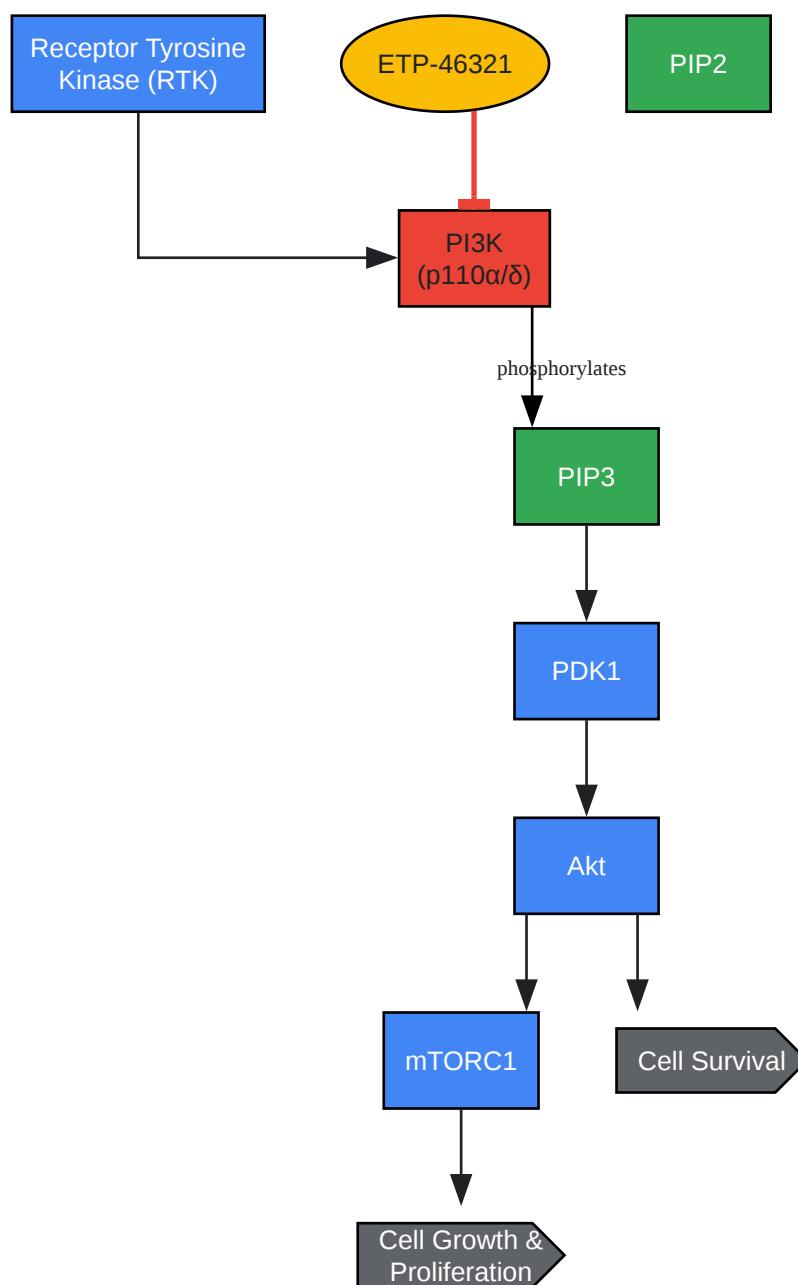 Receptor Tyrosine
Kinase (RTK)
ETP-46321
PIP2
PI3K
(p110α/δ)
phosphorylates
PIP3
PDK1
Akt
mTORC1
Cell Survival
Cell Growth &
Proliferation